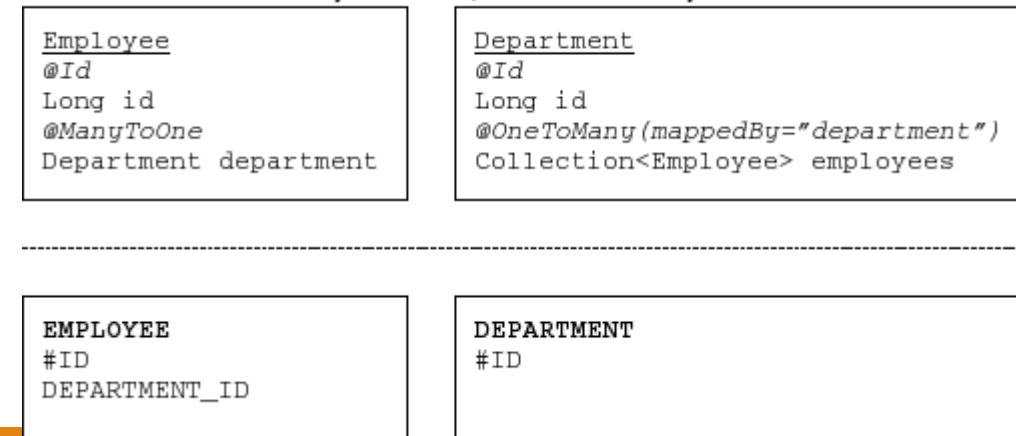 Employee
@Id
Long id
@ManyToOne
Department department
Department
@Id
Long id
@OneToMany(mappedBy="department")
Collection<Employee> employees
EMPLOYEE
#ID
DEPARTMENT_ID
DEPARTMENT
#ID